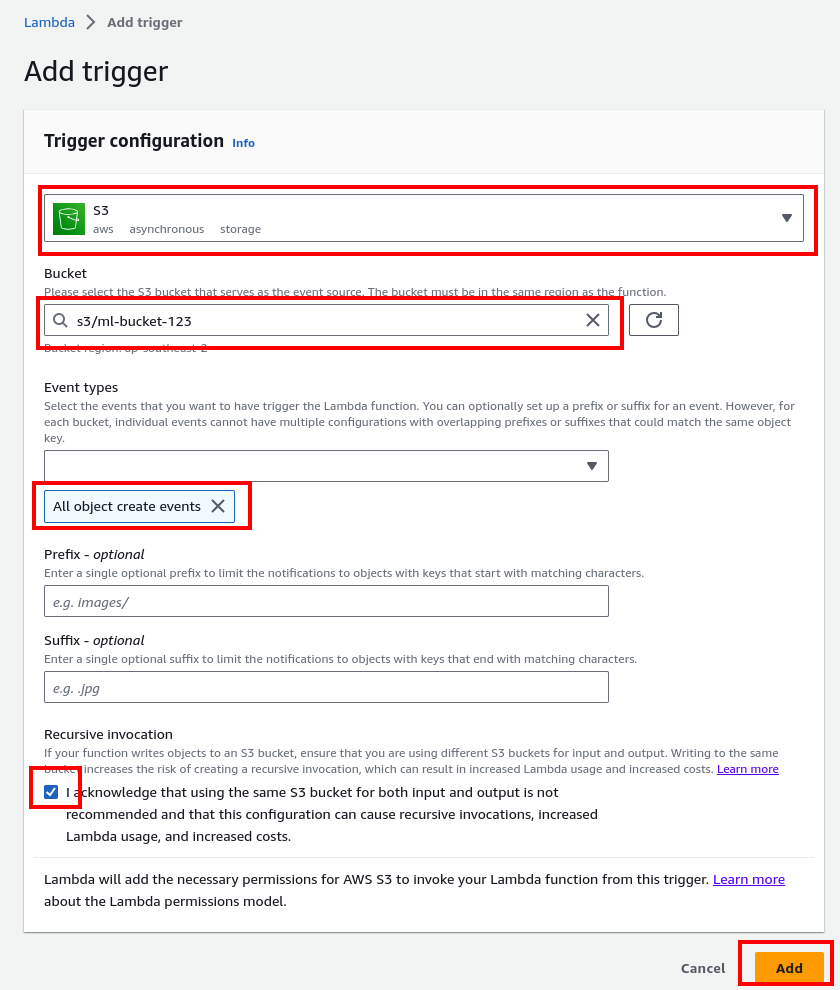 Lambda > Add trigger
Add trigger
Trigger configuration Info
S3
aws asynchronous storage
Bucket
Please select the S3 bucket that serves as the event source. The bucket must be in the same region as the function.
s3/ml-bucket-123
Bucket region: ap-southeast-2
Event types
Select the events that you want to have trigger the Lambda function. You can optionally set up a prefix or suffix for an event. However, for
each bucket, individual events cannot have multiple configurations with overlapping prefixes or suffixes that could match the same object
key.
All object create events
Prefix - optional
Enter a single optional prefix to limit the notifications to objects with keys that start with matching characters.
e.g. images/
Suffix - optional
Enter a single optional suffix to limit the notifications to objects with keys that end with matching characters.
e.g. .jpg
Recursive invocation
If your function writes objects to an S3 bucket, ensure that you are using different S3 buckets for input and output. Writing to the same
bucket increases the risk of creating a recursive invocation, which can result in increased Lambda usage and increased costs. Learn more
I acknowledge that using the same S3 bucket for both input and output is not
recommended and that this configuration can cause recursive invocations, increased
Lambda usage, and increased costs.
Lambda will add the necessary permissions for AWS S3 to invoke your Lambda function from this trigger. Learn more
about the Lambda permissions model.
Cancel Add